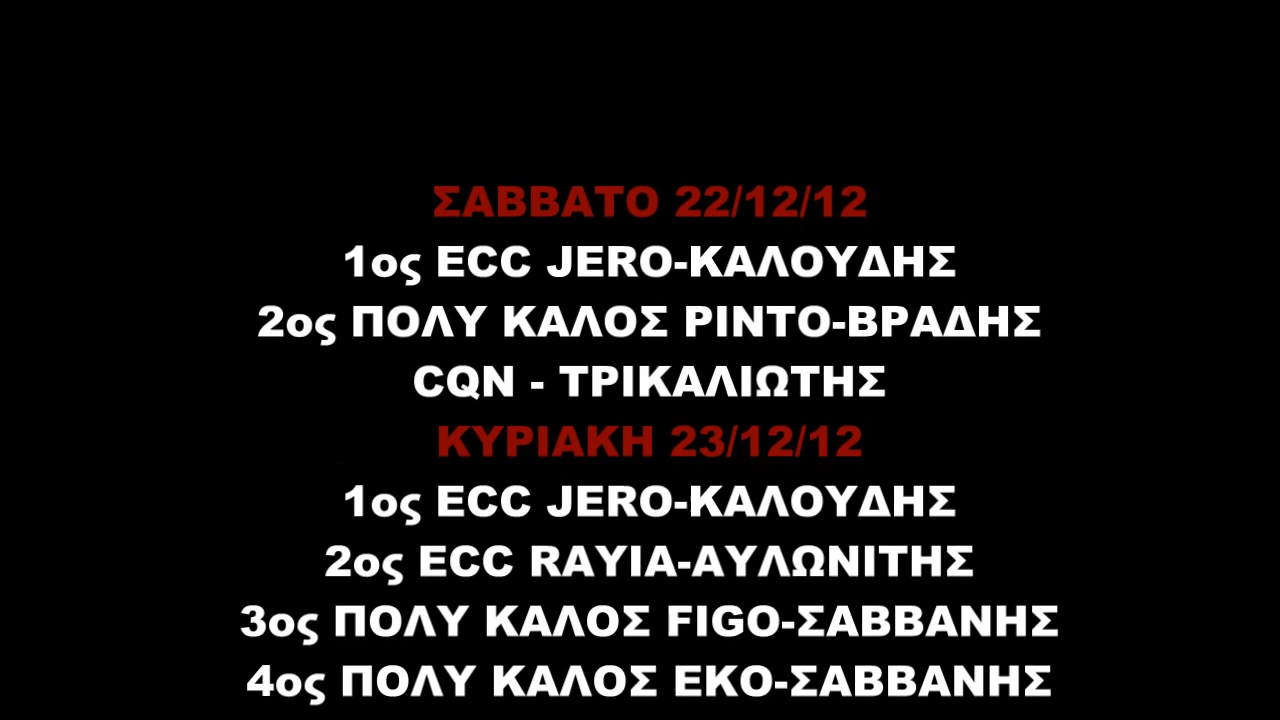 ΣΑΒΒΑΤΟ 22/12/12
1ος ECC JERO-ΚΑΛΟΥΔΗΣ
2ος ΠΟΛΥ ΚΑΛΟΣ ΡΙΝΤΟ-ΒΡΑΔΗΣ
CQN - ΤΡΙΚΑΛΙΩΤΗΣ
ΚΥΡΙΑΚΗ 23/12/12
1ος ECC JERO-ΚΑΛΟΥΔΗΣ
2ος ECC RAYIA-ΑΥΛΩΝΙΤΗΣ
3ος ΠΟΛΥ ΚΑΛΟΣ FIGO-ΣΑΒΒΑΝΗΣ
4ος ΠΟΛΥ ΚΑΛΟΣ ΕΚΟ-ΣΑΒΒΑΝΗΣ